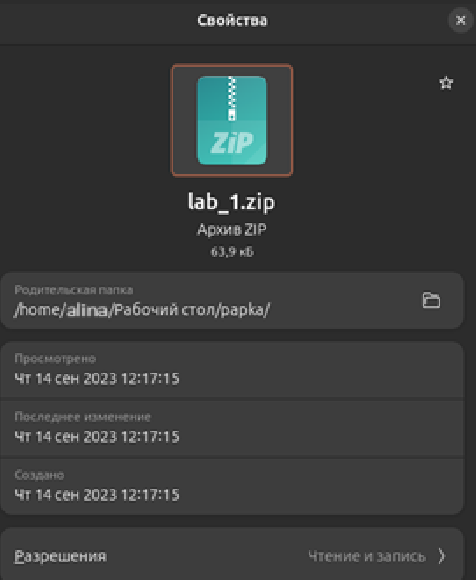 Свойства
ZiP
lab_1.zip
Архив ZIP
63,9 кБ
Родительская папка
/home/alina/Рабочий стол/papka/
Просмотрено
Чт 14 сен 2023 12:17:15
Последнее изменение
Чт 14 сен 2023 12:17:15
Создано
Чт 14 сен 2023 12:17:15
Разрешения
Чтение и запись